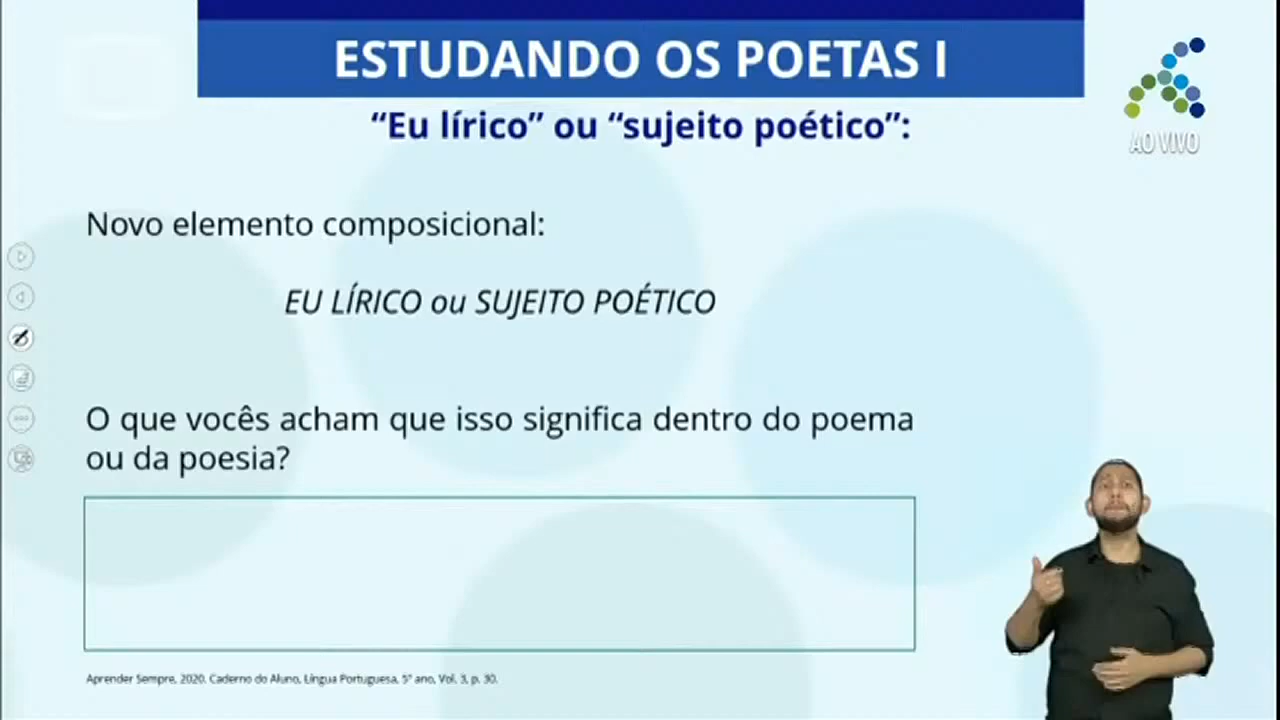 ESTUDANDO OS POETAS I
“Eu lírico” ou “sujeito poético”:
AO VIVO
Novo elemento composicional:
EU LÍRICO ou SUJEITO POÉTICO
O que vocês acham que isso significa dentro do poema
ou da poesia?
Aprender Sempre, 2020. Caderno do Aluno, Língua Portuguesa, 5º ano, Vol. 3, p. 30.